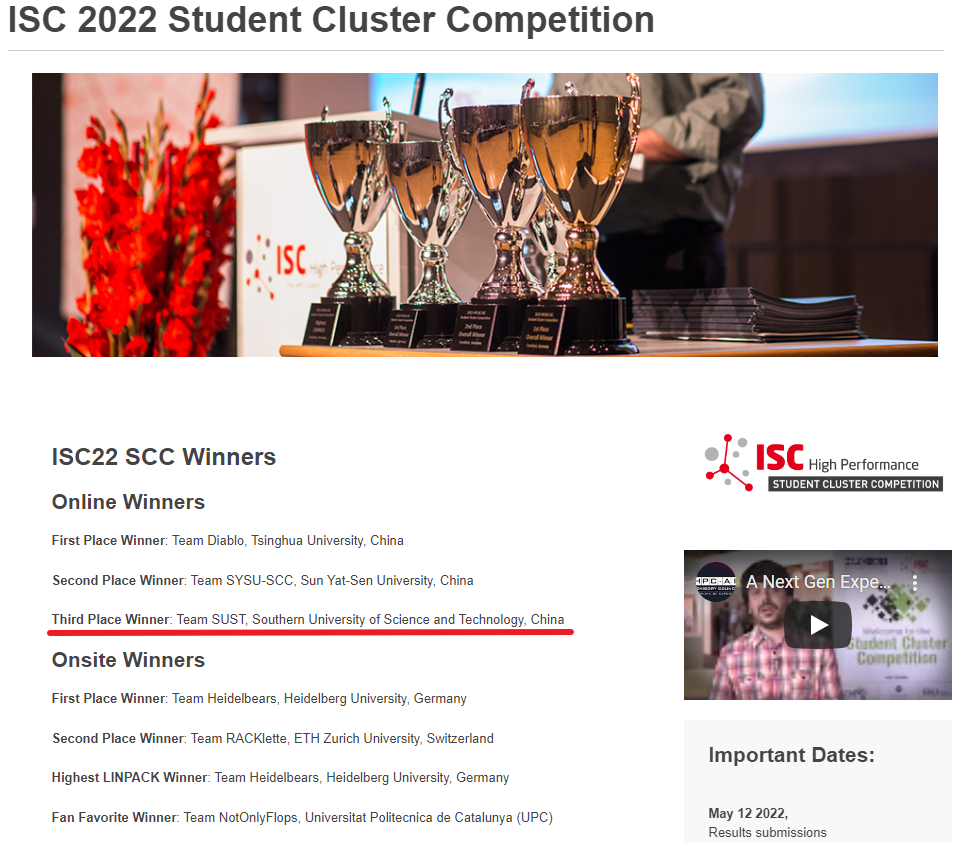 ISC 2022 Student Cluster Competition
ISC High Performance
2nd Place
Overall Winner
1st Place
Overall Winner
ISC22 SCC Winners
Online Winners
First Place Winner: Team Diablo, Tsinghua University, China
Second Place Winner: Team SYSU-SCC, Sun Yat-Sen University, China
Third Place Winner: Team SUST, Southern University of Science and Technology, China
Onsite Winners
First Place Winner: Team Heidelbears, Heidelberg University, Germany
Second Place Winner: Team RACKlette, ETH Zurich University, Switzerland
Highest LINPACK Winner: Team Heidelbears, Heidelberg University, Germany
Fan Favorite Winner: Team NotOnlyFlops, Universitat Politecnica de Catalunya (UPC)
ISC High Performance
STUDENT CLUSTER COMPETITION
A Next Gen Expe...
Welcome to the
Student Cluster
Competition
Important Dates:
May 12 2022,
Results submissions